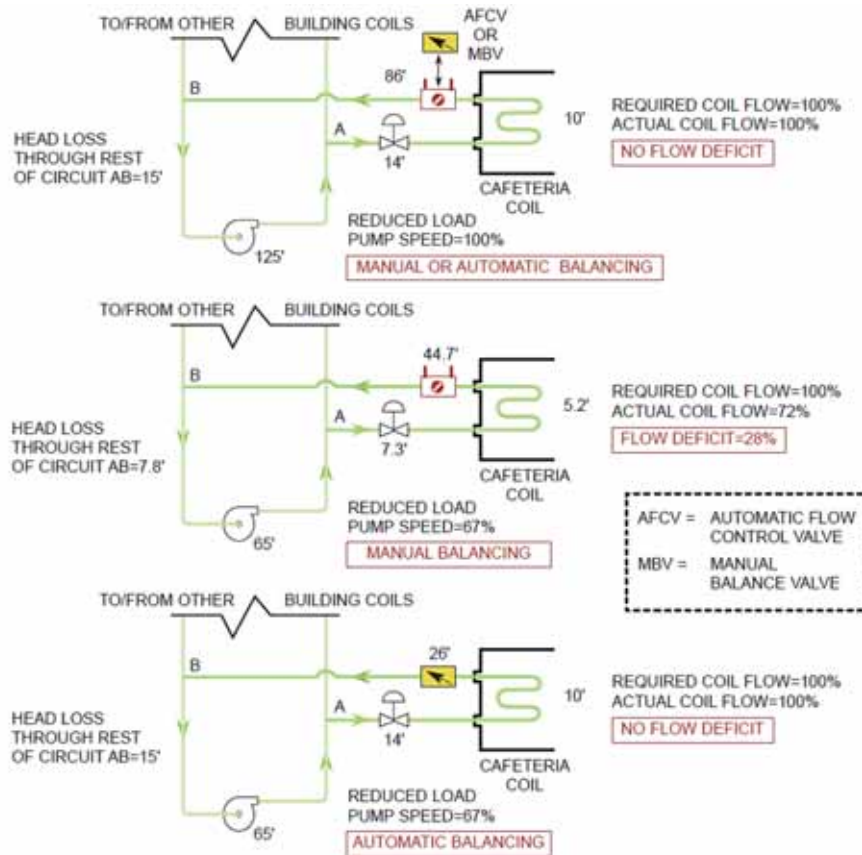 TO/FROM OTHER BUILDING COILS
AFCV
OR
MBV
B
86'
A
14'
10'
HEAD LOSS
THROUGH REST
OF CIRCUIT AB=15'
125'
CAFETERIA
COIL
REQUIRED COIL FLOW=100%
ACTUAL COIL FLOW=100%
NO FLOW DEFICIT
REDUCED LOAD
PUMP SPEED=100%
MANUAL OR AUTOMATIC BALANCING
TO/FROM OTHER BUILDING COILS
B
44.7'
A
7.3'
5.2'
HEAD LOSS
THROUGH REST
OF CIRCUIT AB=7.8'
65'
CAFETERIA
COIL
REQUIRED COIL FLOW=100%
ACTUAL COIL FLOW=72%
FLOW DEFICIT=28%
REDUCED LOAD
PUMP SPEED=67%
MANUAL BALANCING
AFCV = AUTOMATIC FLOW
CONTROL VALVE
MBV = MANUAL
BALANCE VALVE
TO/FROM OTHER BUILDING COILS
B
26'
A
14'
10'
HEAD LOSS
THROUGH REST
OF CIRCUIT AB=15'
65'
CAFETERIA
COIL
REQUIRED COIL FLOW=100%
ACTUAL COIL FLOW=100%
NO FLOW DEFICIT
REDUCED LOAD
PUMP SPEED=67%
AUTOMATIC BALANCING